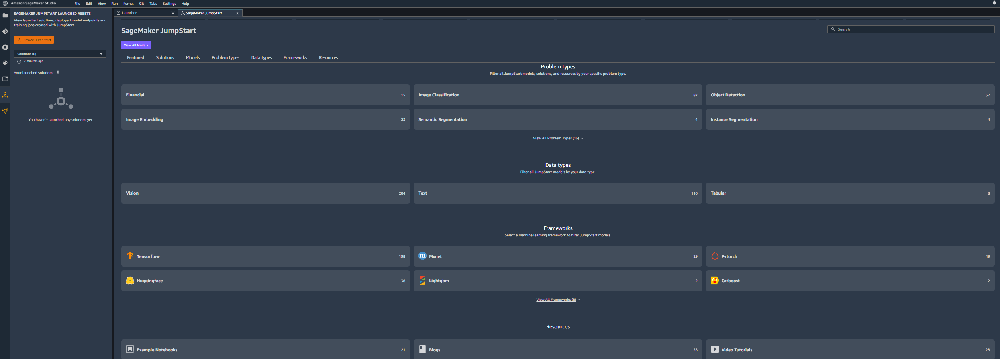 Amazon SageMaker Studio File Edit View Run Kernel Git Tabs Settings Help
SAGEMAKER JUMPSTART LAUNCHED ASSETS
View launched solutions, deployed model endpoints and
training jobs created with JumpStart.
Browse JumpStart
Solutions (0)
2 minutes ago
Your launched solutions.
You haven't launched any solutions yet.
Launcher
SageMaker JumpStart
SageMaker JumpStart
Search
View All Models
Featured Solutions Models Problem types Data types Frameworks Resources
Problem types
Filter all JumpStart models, solutions, and resources by your specific problem type.
Financial 15
Image Classification 87
Object Detection 57
Image Embedding 52
Semantic Segmentation 4
Instance Segmentation 4
View All Problem Types (16)
Data types
Filter all JumpStart models by your data type.
Vision 204
Text 110
Tabular 8
Frameworks
Select a machine learning framework to filter JumpStart models.
Tensorflow 198
m Mxnet 29
Pytorch 49
Huggingface 38
Lightgbm 2
Catboost 2
View All Frameworks (8)
Resources
Example Notebooks 21
Blogs 28
Video Tutorials 28